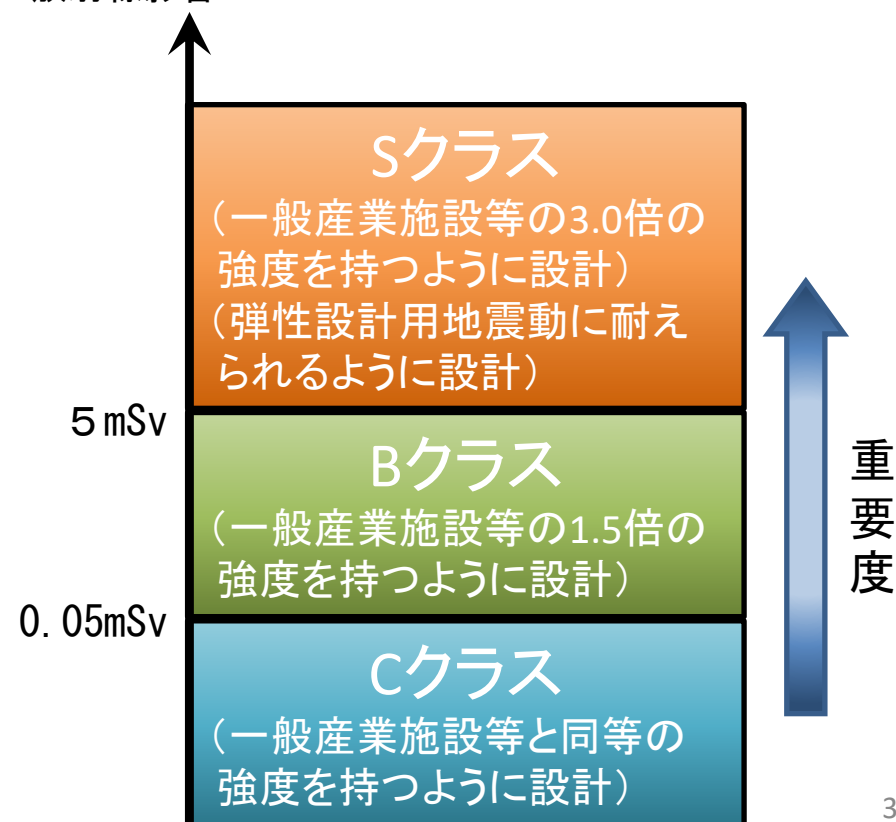 Sクラス
（一般産業施設等の3.0倍の
強度を持つように設計）
（弾性設計用地震動に耐え
られるように設計）
5mSv
Bクラス
（一般産業施設等の1.5倍の
強度を持つように設計）
0.05mSv
Cクラス
（一般産業施設等と同等の
強度を持つように設計）
重要度
3